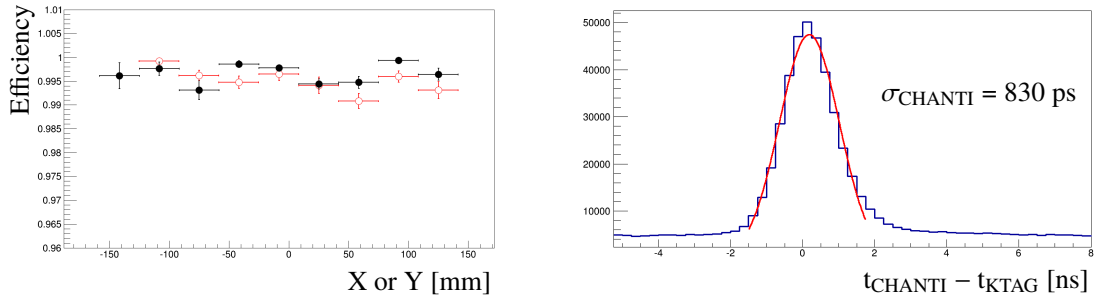 Efficiency
1.01
1.005
1
0.995
0.99
0.985
0.98
0.975
0.97
0.965
0.96
-150 -100 -50 0 50 100 150
X or Y [mm]
50000
40000
30000
20000
10000
σCHANTI = 830 ps
-4 -2 0 2 4 6 8
tCHANTI − tKTAG [ns]